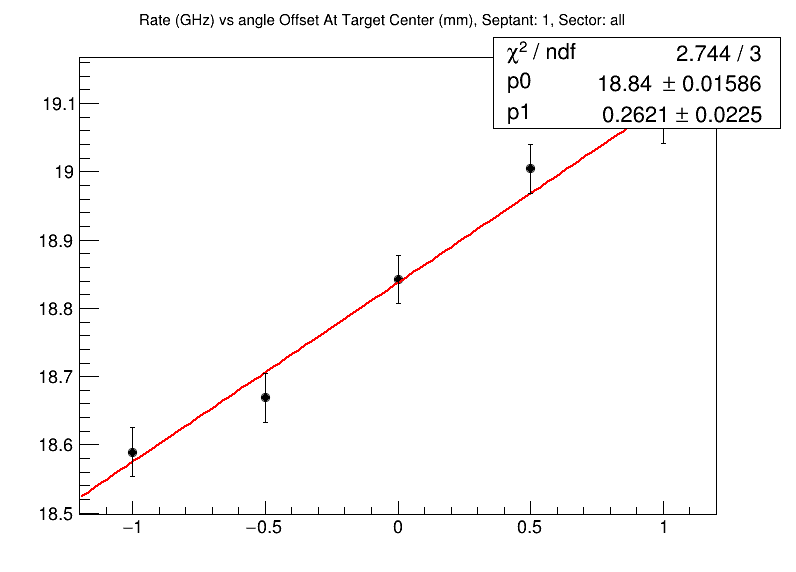 Rate (GHz) vs angle Offset At Target Center (mm), Septant: 1, Sector: all
χ² / ndf 2.744 / 3
p0 18.84 ± 0.01586
p1 0.2621 ± 0.0225
19.1
19
18.9
18.8
18.7
18.6
18.5
−1 −0.5 0 0.5 1